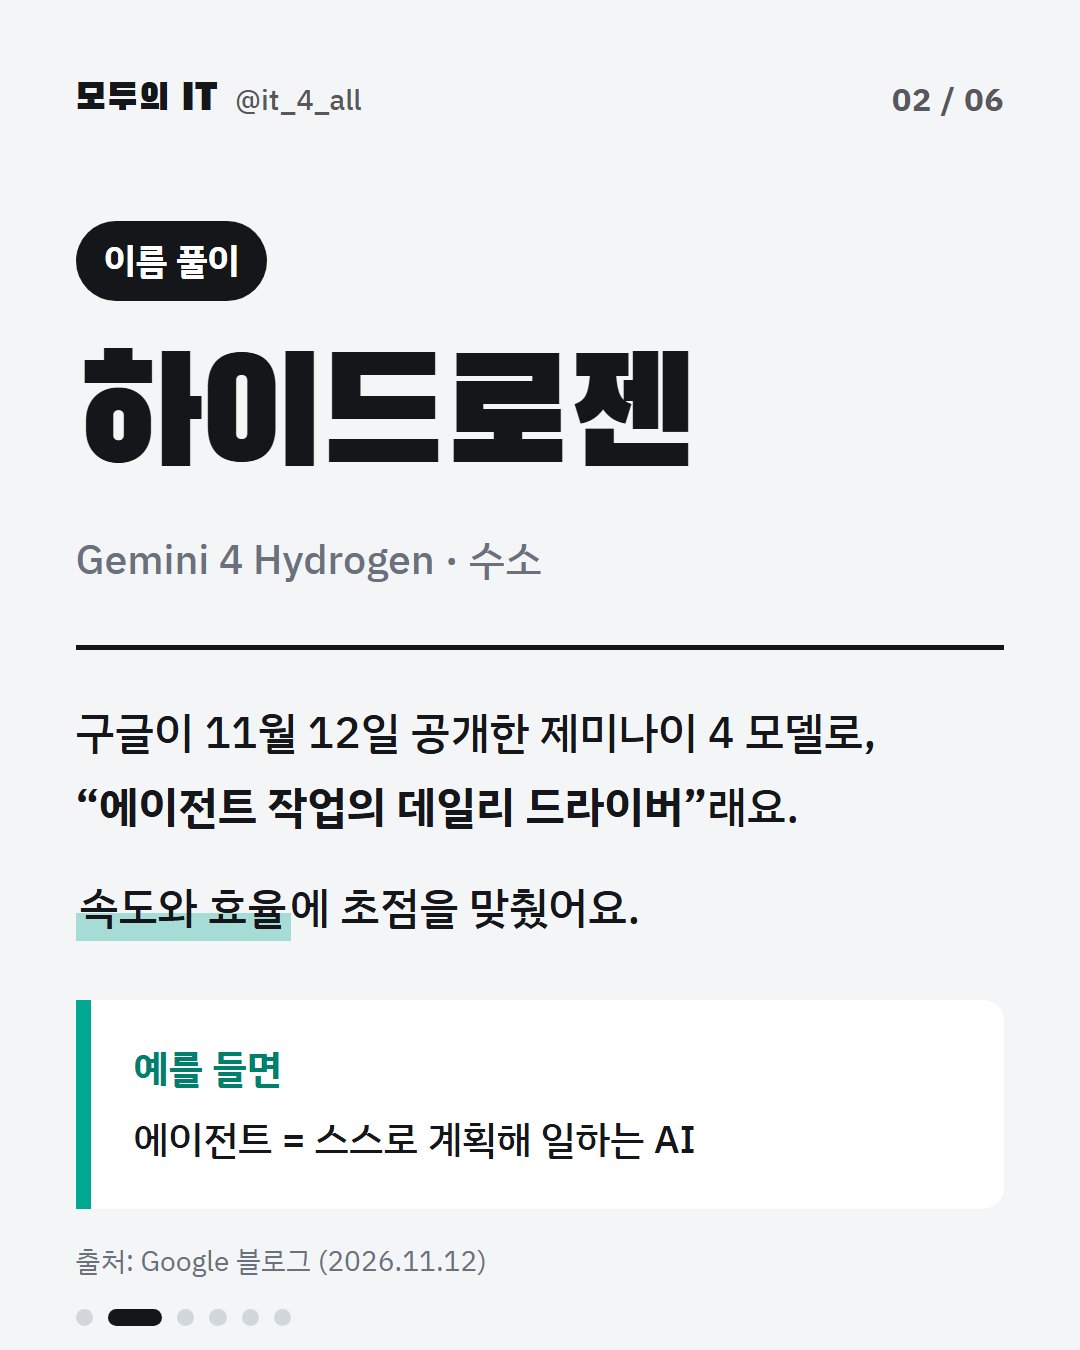 모두의 IT @it_4_all
02 / 06
이름 풀이
하이드로젠
Gemini 4 Hydrogen · 수소
구글이 11월 12일 공개한 제미나이 4 모델로,
“에이전트 작업의 데일리 드라이버”래요.
속도와 효율에 초점을 맞췄어요.
예를 들면
에이전트 = 스스로 계획해 일하는 AI
출처: Google 블로그 (2026.11.12)